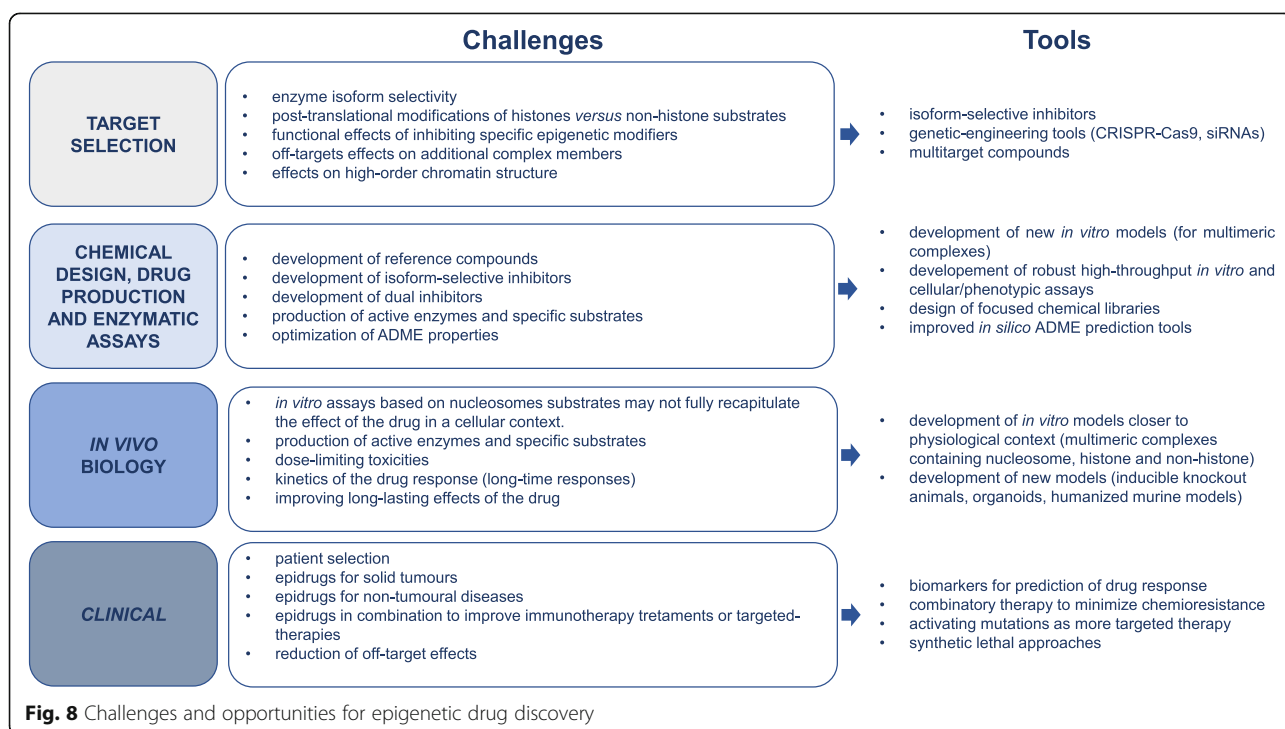 Challenges
Tools
TARGET
SELECTION
• enzyme isoform selectivity
• post-translational modifications of histones versus non-histone substrates
• functional effects of inhibiting specific epigenetic modifiers
• off-targets effects on additional complex members
• effects on high-order chromatin structure
• isoform-selective inhibitors
• genetic-engineering tools (CRISPR-Cas9, siRNAs)
• multitarget compounds
CHEMICAL
DESIGN, DRUG
PRODUCTION
AND ENZYMATIC
ASSAYS
• development of reference compounds
• development of isoform-selective inhibitors
• development of dual inhibitors
• production of active enzymes and specific substrates
• optimization of ADME properties
• development of new in vitro models (for multimeric
complexes)
• developement of robust high-throughput in vitro and
cellular/phenotypic assays
• design of focused chemical libraries
• improved in silico ADME prediction tools
IN VIVO
BIOLOGY
• in vitro assays based on nucleosomes substrates may not fully recapitulate
the effect of the drug in a cellular context.
• production of active enzymes and specific substrates
• dose-limiting toxicities
• kinetics of the drug response (long-time responses)
• improving long-lasting effects of the drug
• development of in vitro models closer to
physiological context (multimeric complexes
containing nucleosome, histone and non-histone)
• development of new models (inducible knockout
animals, organoids, humanized murine models)
CLINICAL
• patient selection
• epidrugs for solid tumours
• epidrugs for non-tumoural diseases
• epidrugs in combination to improve immunotherapy tretaments or targeted-
therapies
• reduction of off-target effects
• biomarkers for prediction of drug response
• combinatory therapy to minimize chemioresistance
• activating mutations as more targeted therapy
• synthetic lethal approaches
Fig. 8 Challenges and opportunities for epigenetic drug discovery